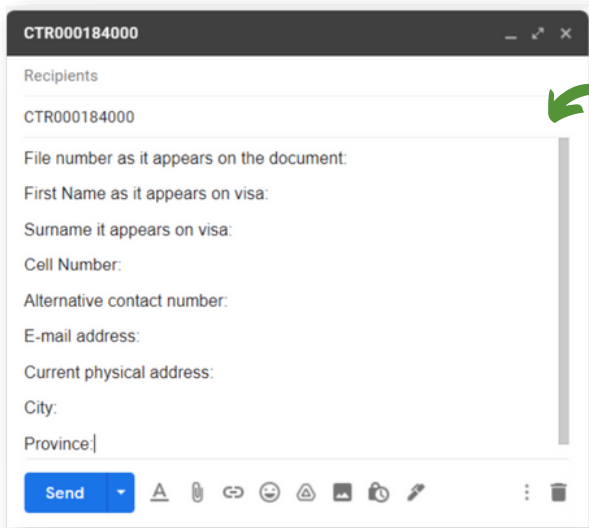 CTR000184000
Recipients
CTR000184000
File number as it appears on the document:
First Name as it appears on visa:
Surname it appears on visa:
Cell Number:
Alternative contact number:
E-mail address:
Current physical address:
City:
Province:
Send